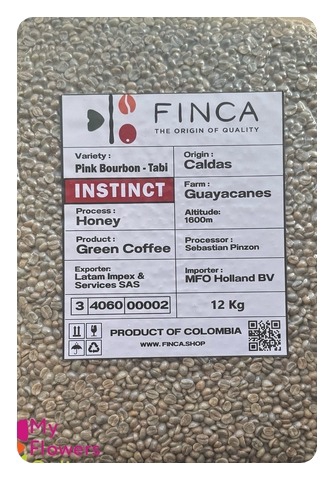 FINCA
THE ORIGIN OF QUALITY
Variety :
Pink Bourbon - Tabi
Origin :
Caldas
INSTINCT
Farm :
Guayacanes
Process :
Honey
Altitude:
1600m
Product :
Green Coffee
Processor :
Sebastian Pinzon
Exporter:
Latam Impex &
Services SAS
Importer :
MFO Holland BV
3 4060 00002
12 Kg
PRODUCT OF COLOMBIA
WWW. FINCA.SHOP
My
Flowers